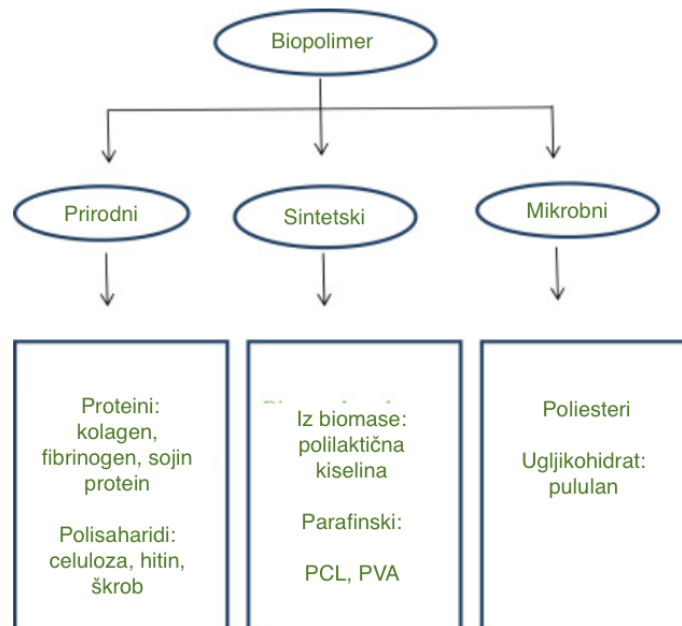 Biopolimer
Prirodni
Sintetski
Mikrobni
Proteini:
kolagen,
fibrinogen, sojin
protein
Polisaharidi:
celuloza, hitin,
škrob
Iz biomase:
polilaktična
kiselina
Parafinski:
PCL, PVA
Poliesteri
Ugljikohidrat:
pululan